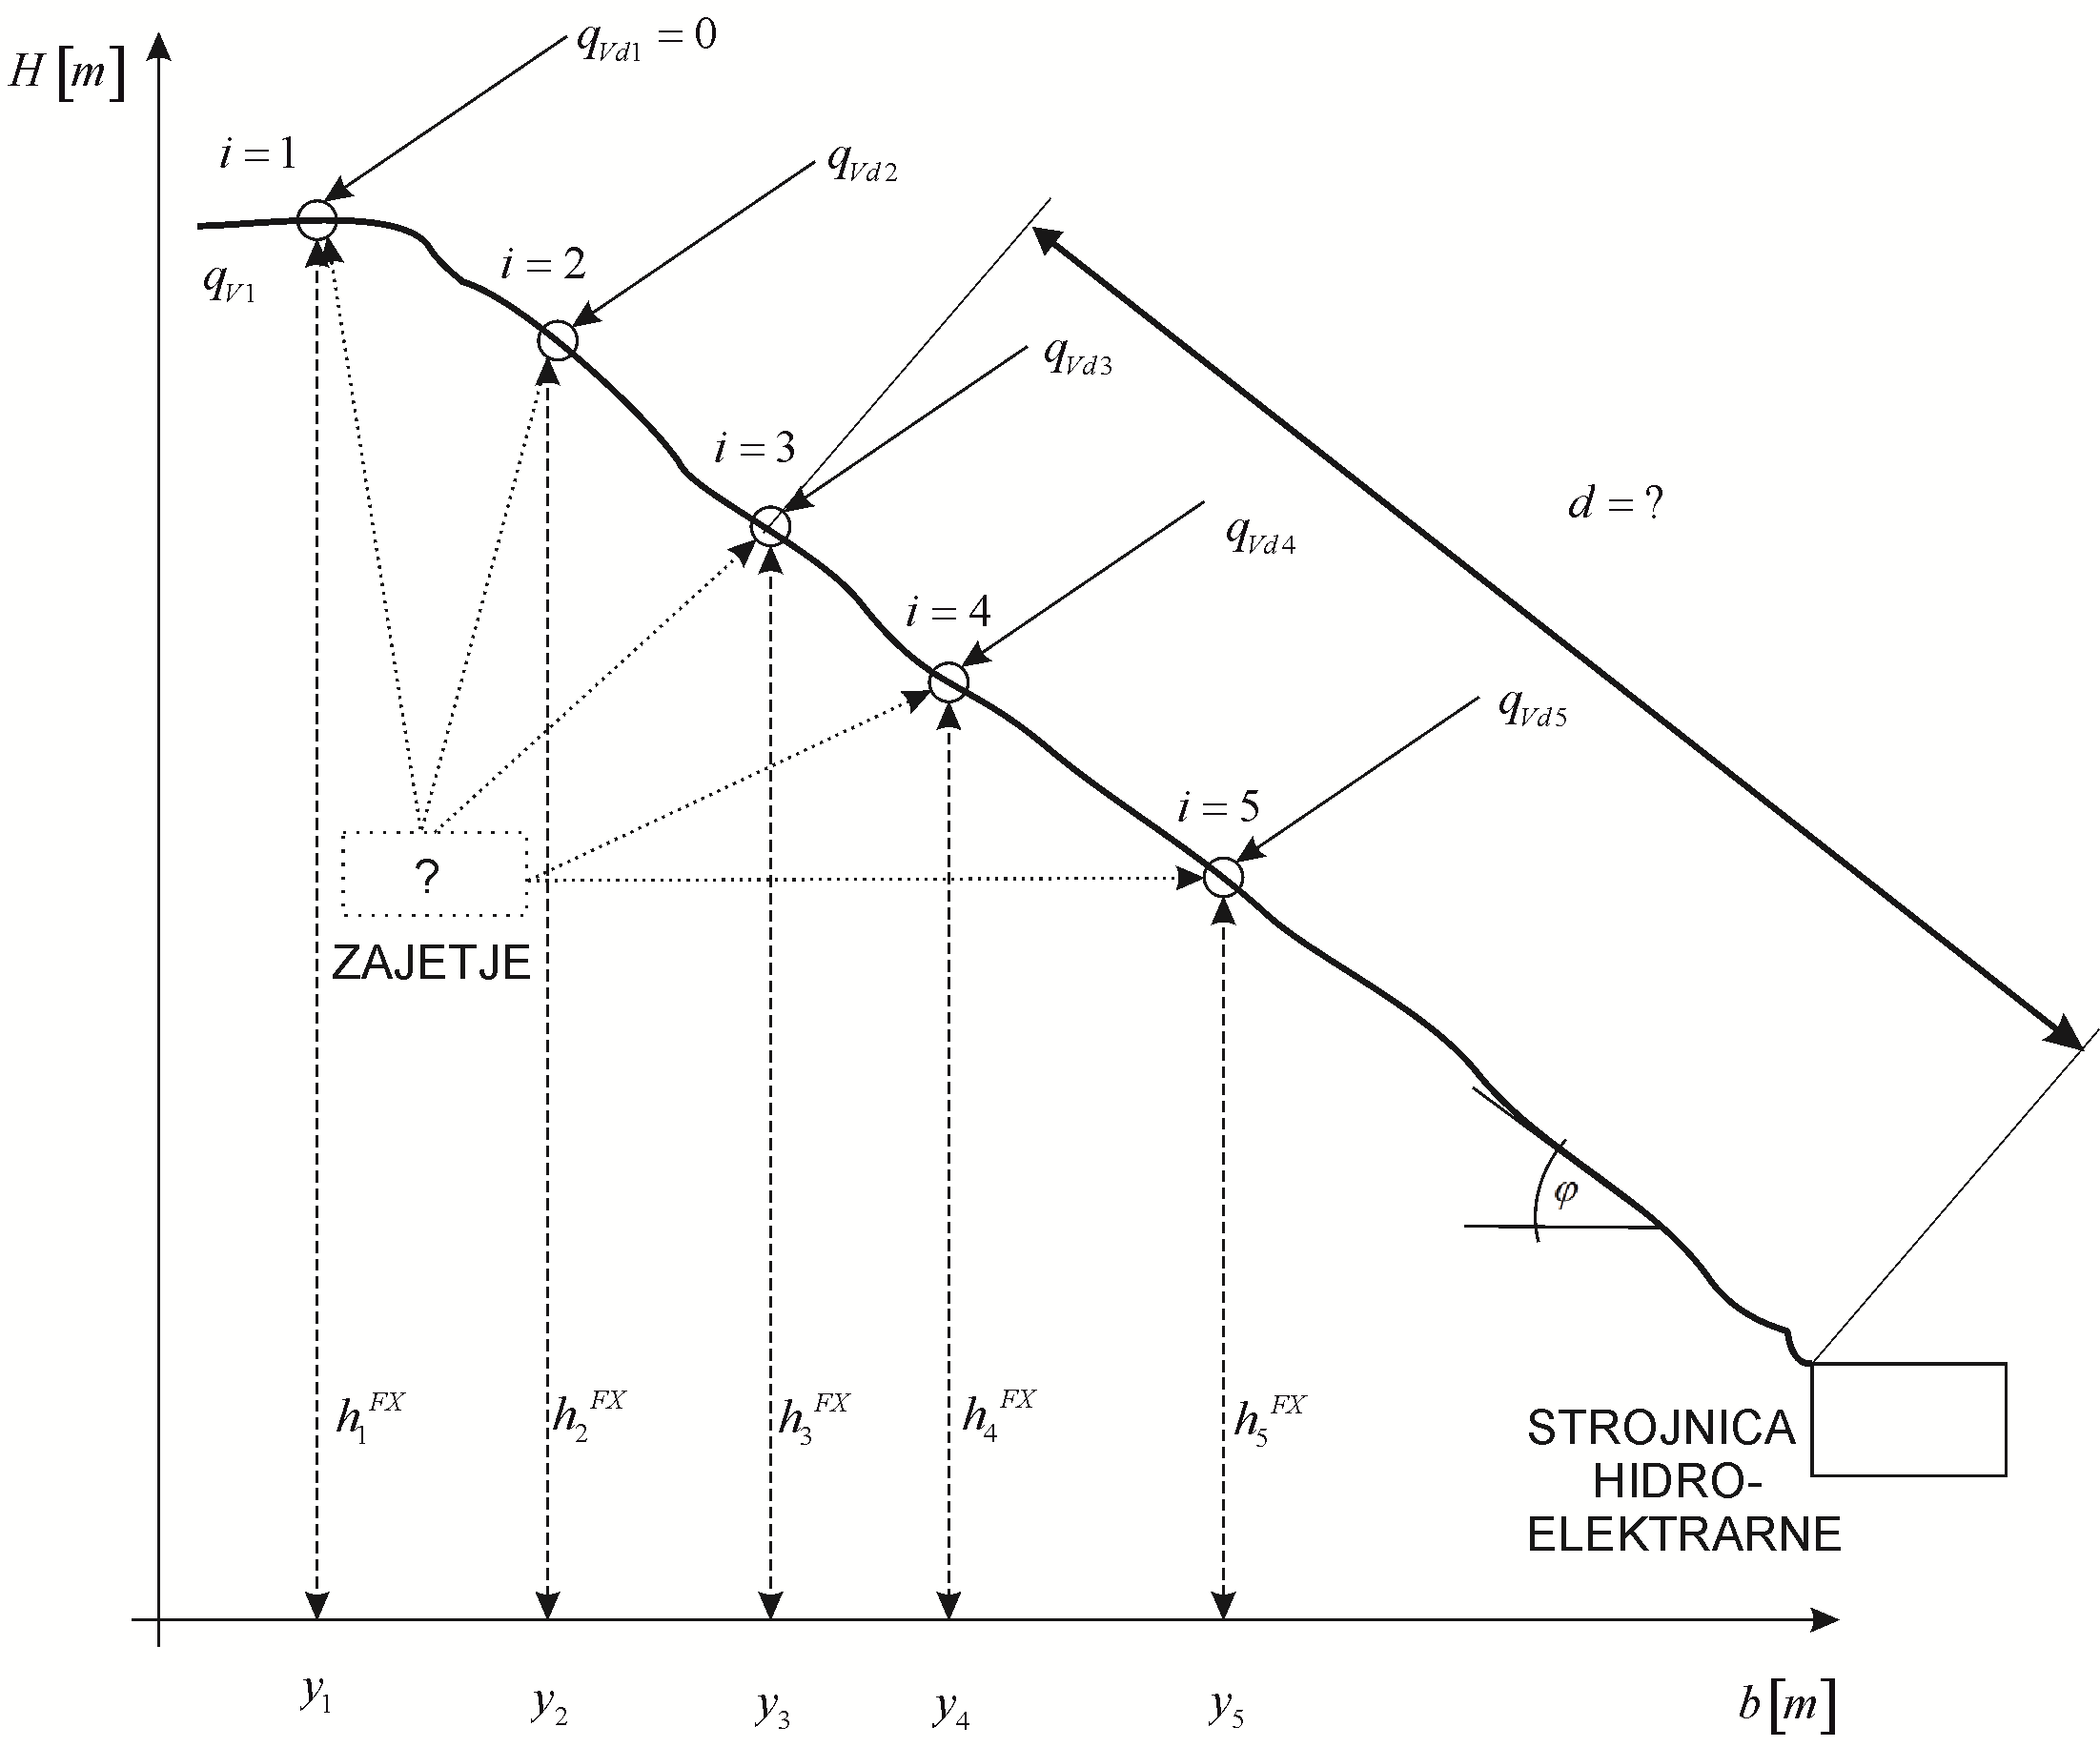 q_{Vd1} = 0
H [m]
i = 1
q_{Vd2}
i = 2
q_{V1}
q_{Vd3}
i = 3
d = ?
q_{Vd4}
i = 4
q_{Vd5}
i = 5
?
ZAJETJE
φ
h_1^{FX}
h_2^{FX}
h_3^{FX}
h_4^{FX}
h_5^{FX}
STROJNICA
HIDRO-
ELEKTRARNE
y_1
y_2
y_3
y_4
y_5
b [m]